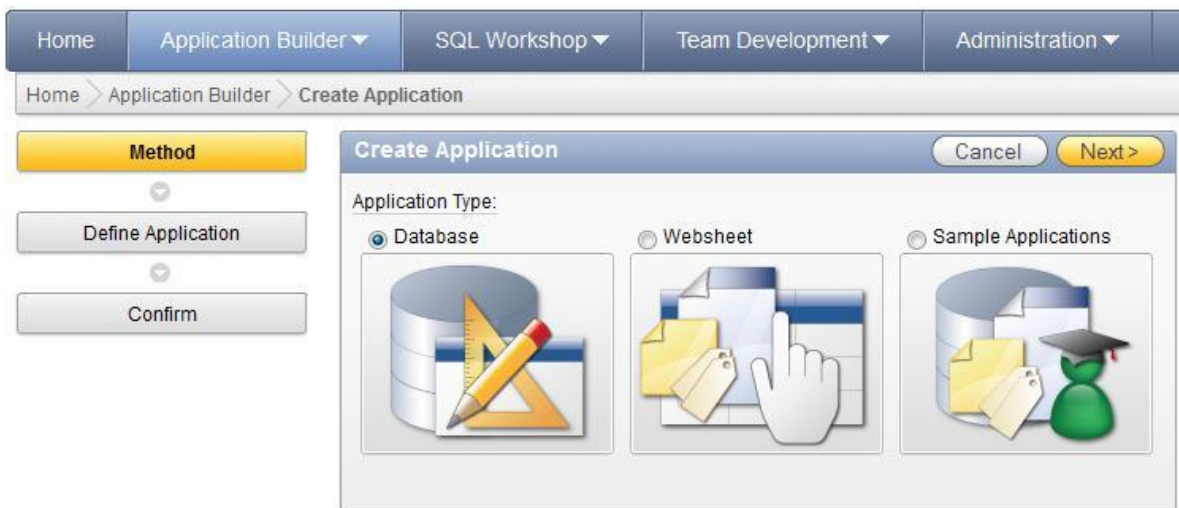 Home Application Builder SQL Workshop Team Development Administration
Home Application Builder Create Application
Method
Define Application
Confirm
Create Application Cancel Next >
Application Type:
Database Websheet Sample Applications